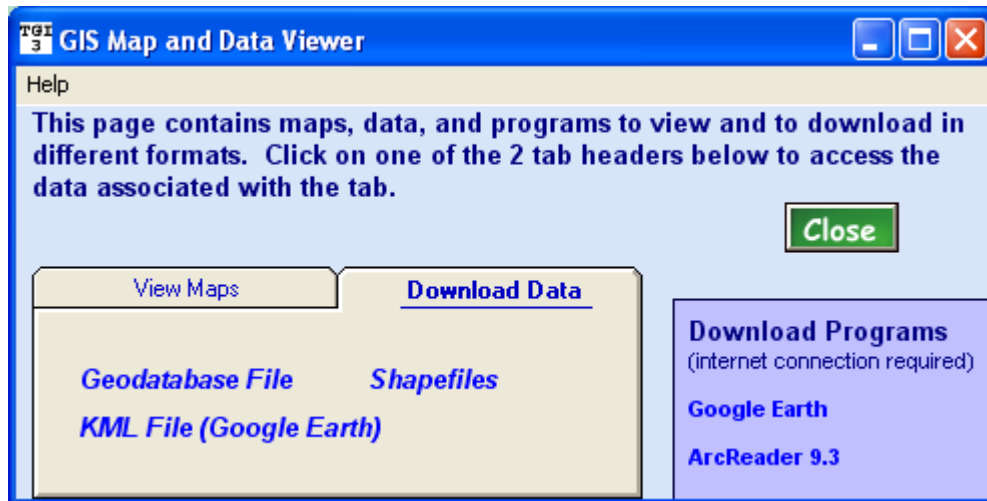 TGI
3
GIS Map and Data Viewer
Help
This page contains maps, data, and programs to view and to download in
different formats. Click on one of the 2 tab headers below to access the
data associated with the tab.
Close
View Maps
Download Data
Geodatabase File
Shapefiles
KML File (Google Earth)
Download Programs
(internet connection required)
Google Earth
ArcReader 9.3